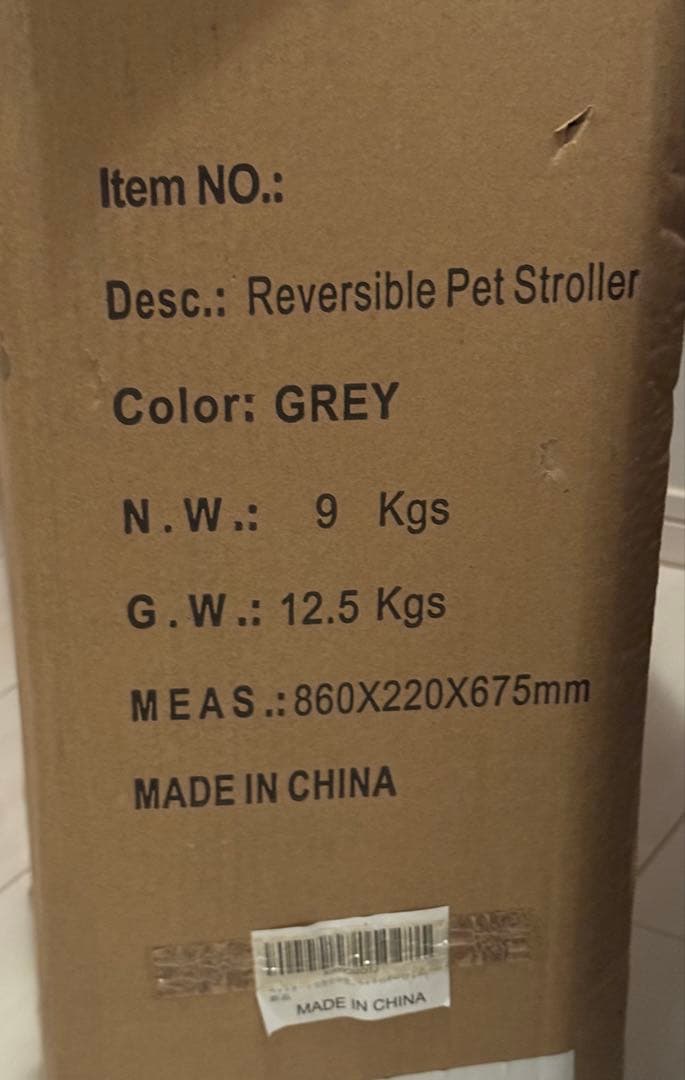 Item NO.:
Desc.: Reversible Pet Stroller
Color: GREY
N.W.: 9 Kgs
G.W.: 12.5 Kgs
MEAS.:860X220X675mm
MADE IN CHINA
MADE IN CHINA